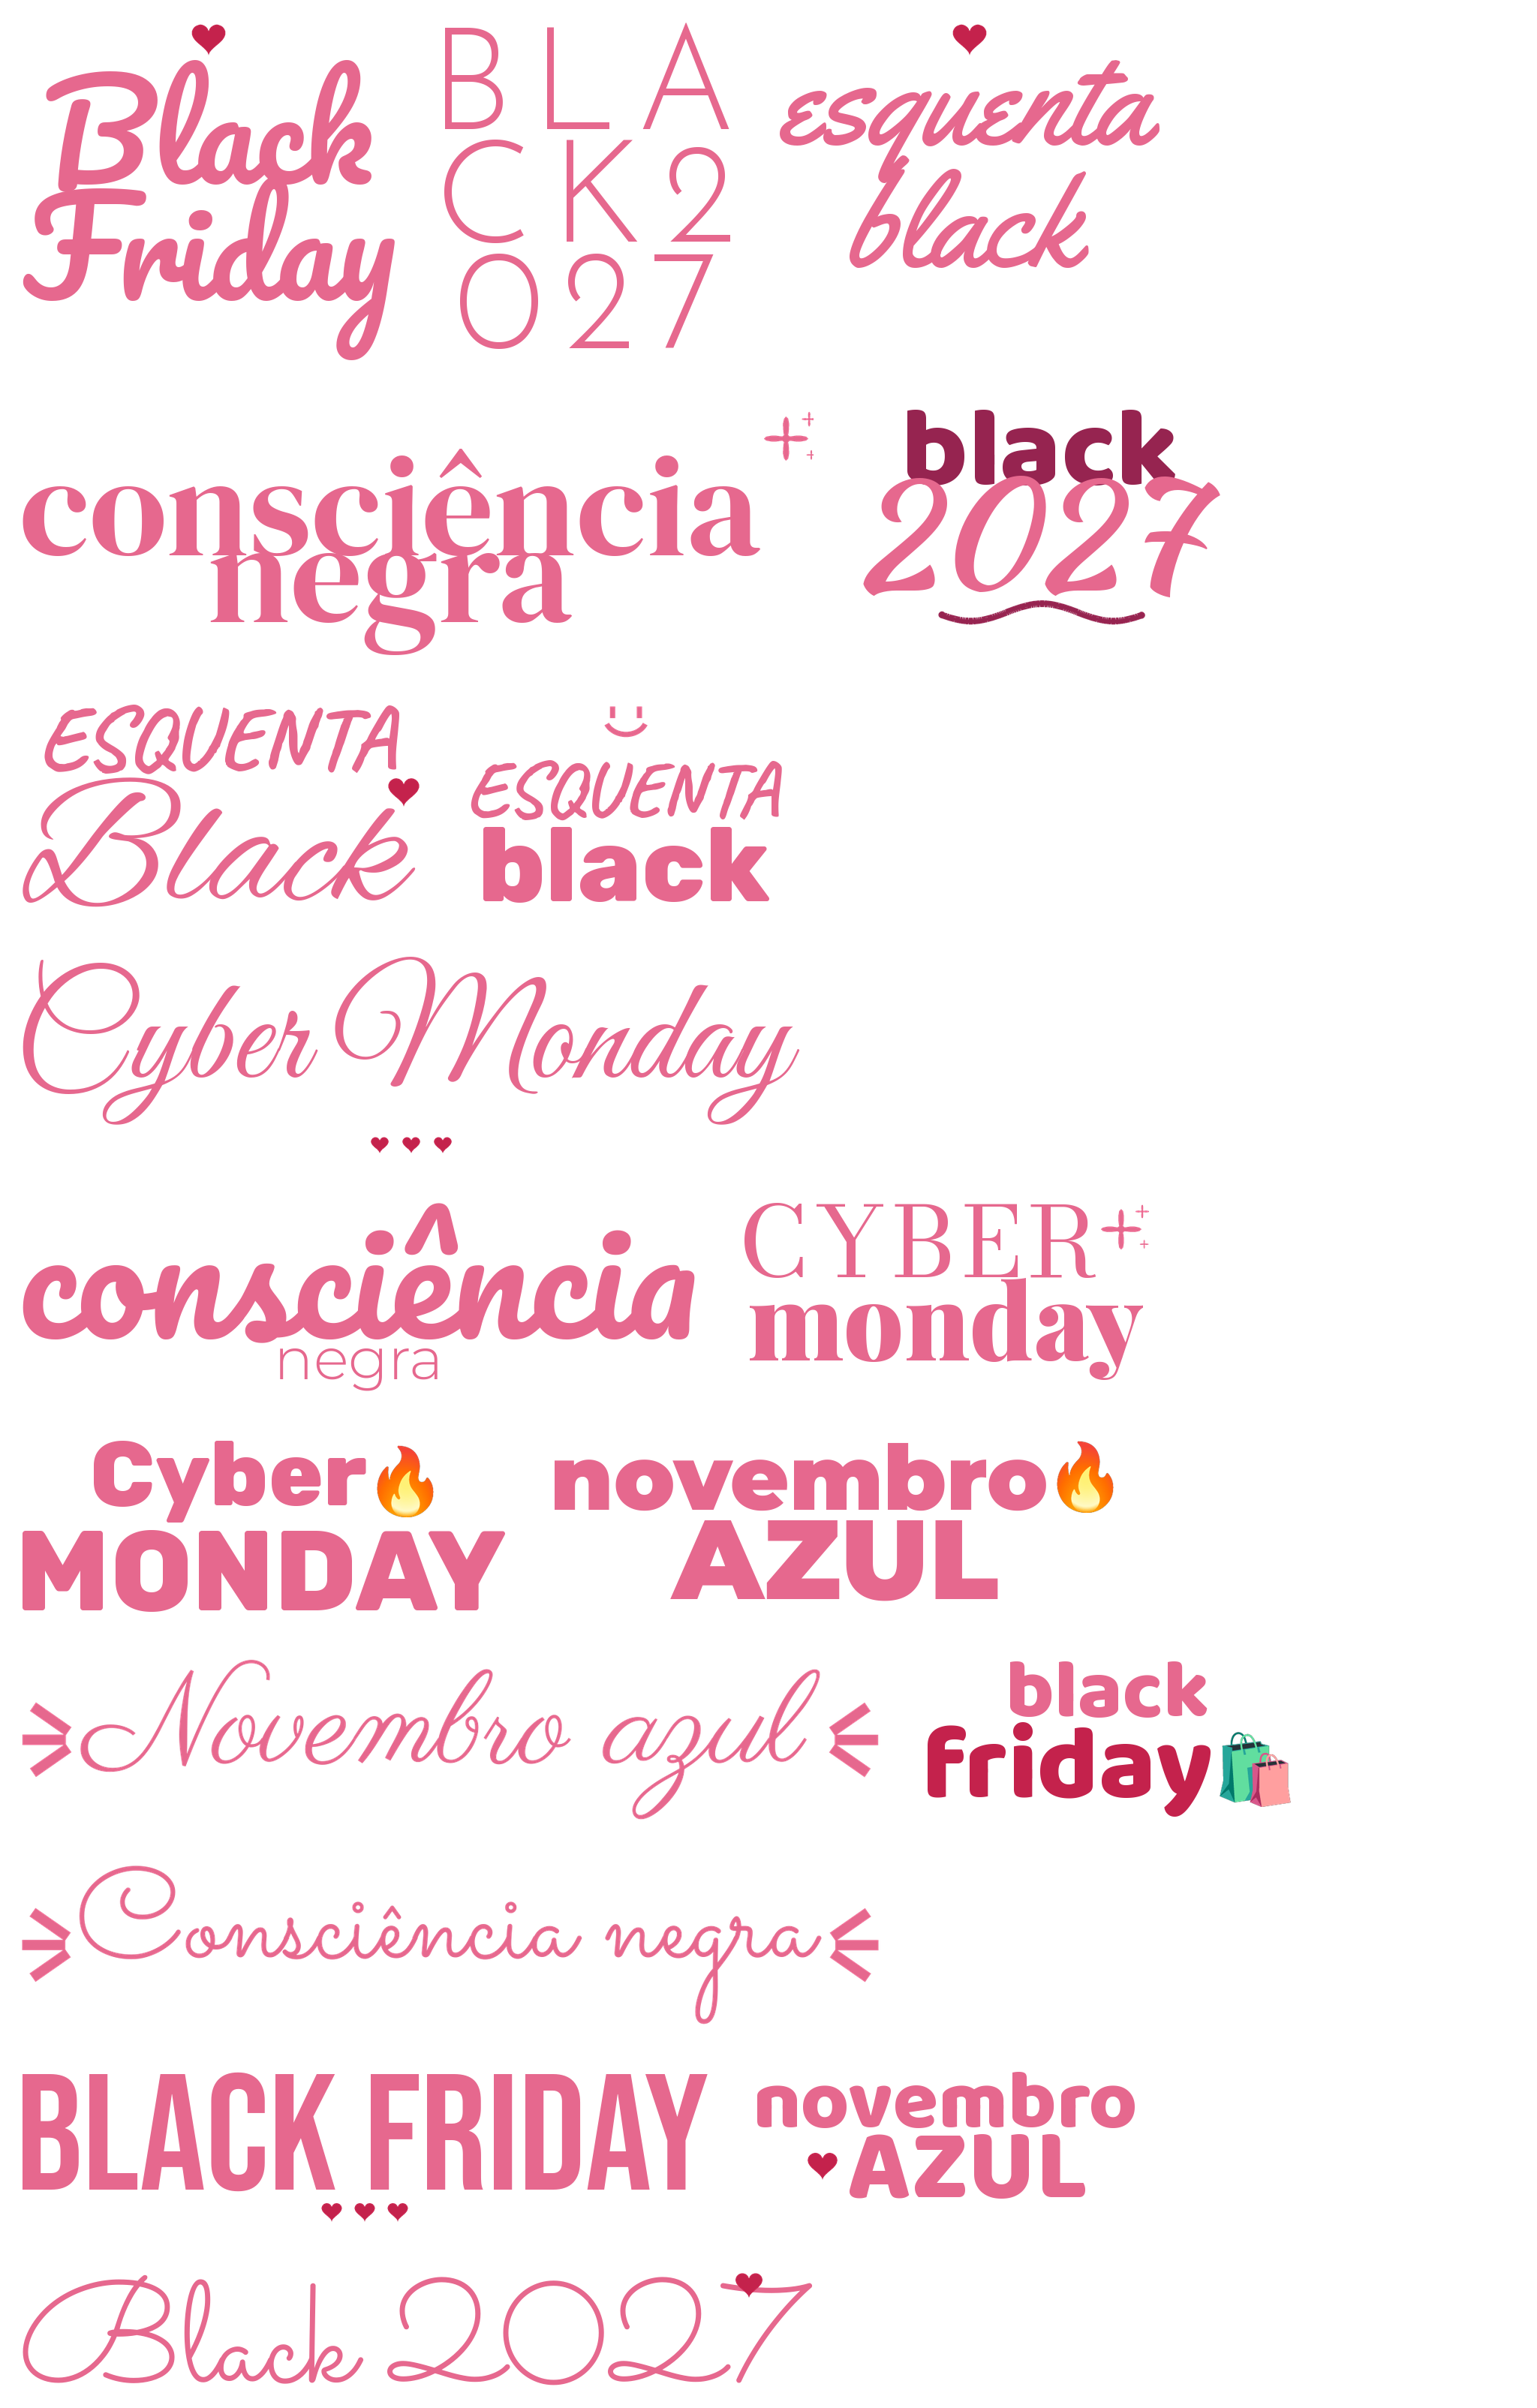 Black
Friday
BLA
CK2
027
esquenta
black
consciência
negra
black
2027
ESQUENTA
Black
ESQUENTA
black
Cyber Monday
consciência
negra
CYBER
monday
Cyber
MONDAY
novembro
AZUL
Novembro azul
black
friday
Consciência negra
BLACK FRIDAY
novembro
AZUL
Black 2027